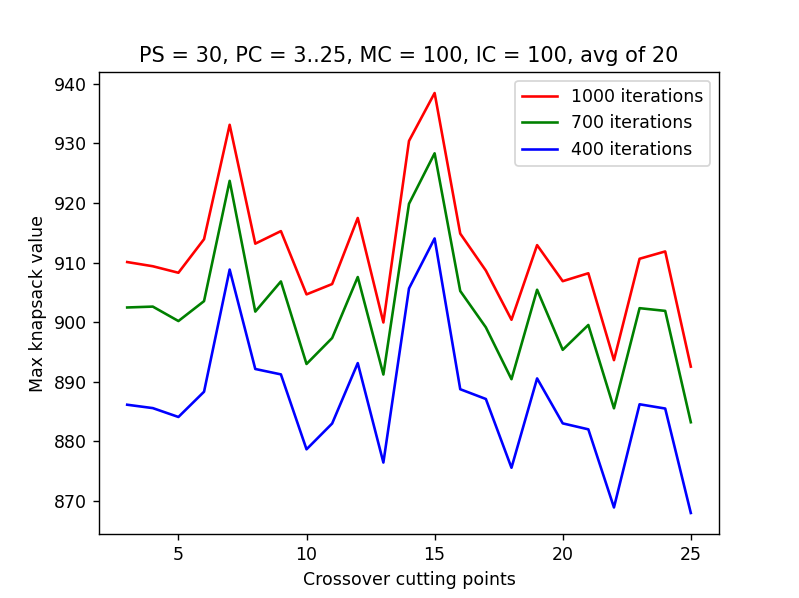 PS = 30, PC = 3..25, MC = 100, IC = 100, avg of 20
1000 iterations
700 iterations
400 iterations
Max knapsack value
940
930
920
910
900
890
880
870
5 10 15 20 25
Crossover cutting points